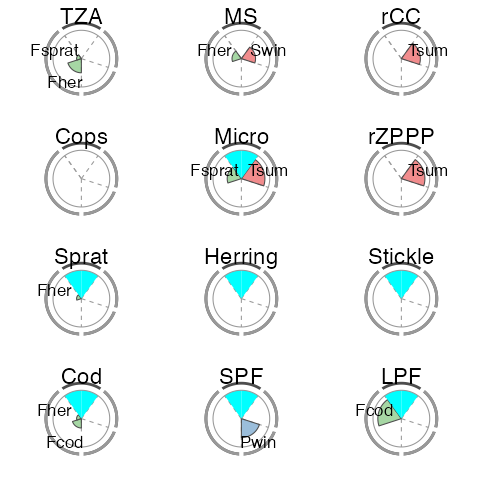 TZA MS rCC
Fsprat Fher Swin Tsum
Fher
Cops Micro rZPPP
Fsprat Tsum Tsum
Sprat Herring Stickle
Fher
Cod SPF LPF
Fher Fcod
Fcod Pwin